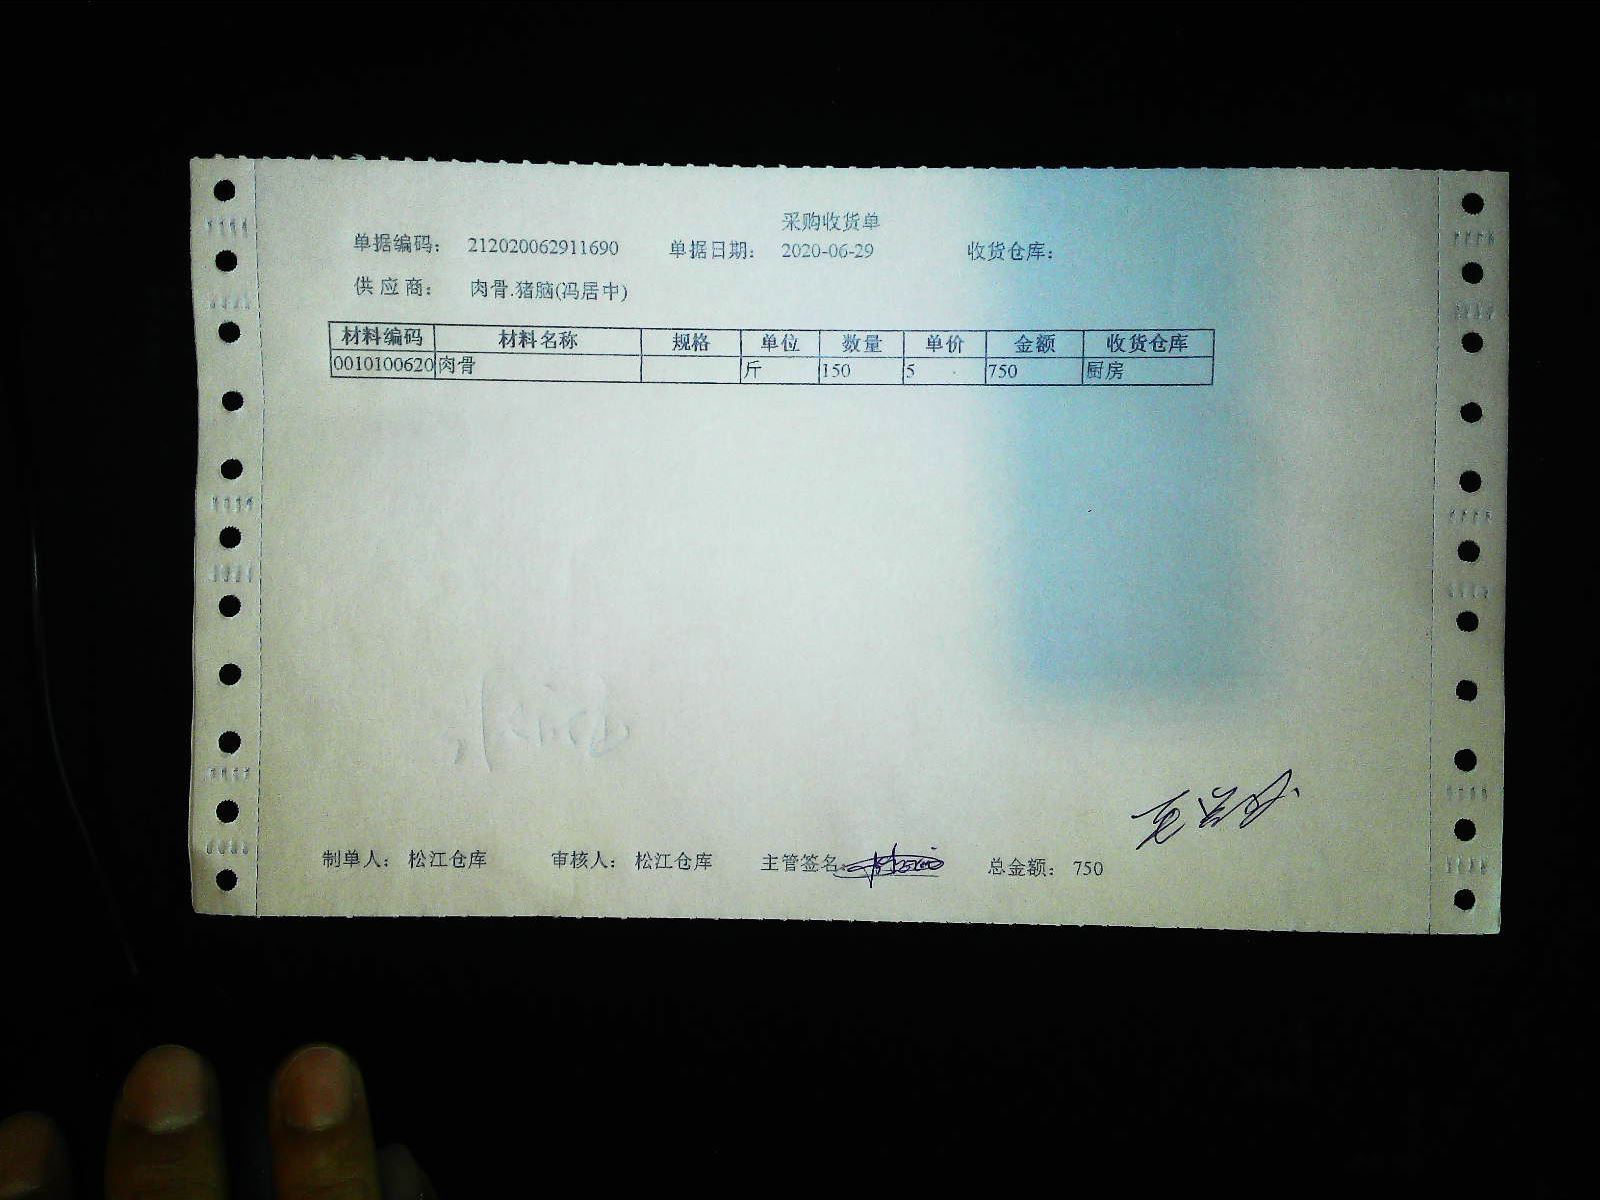 采购收货单
单据编码： 212020062911690 单据日期： 2020-06-29 收货仓库：
供应商： 肉骨.猪脑(冯居中)
材料编码 材料名称 规格 单位 数量 单价 金额 收货仓库
0010100620 肉骨 斤 150 5 750 厨房
制单人： 松江仓库 审核人： 松江仓库 主管签名： 总金额： 750